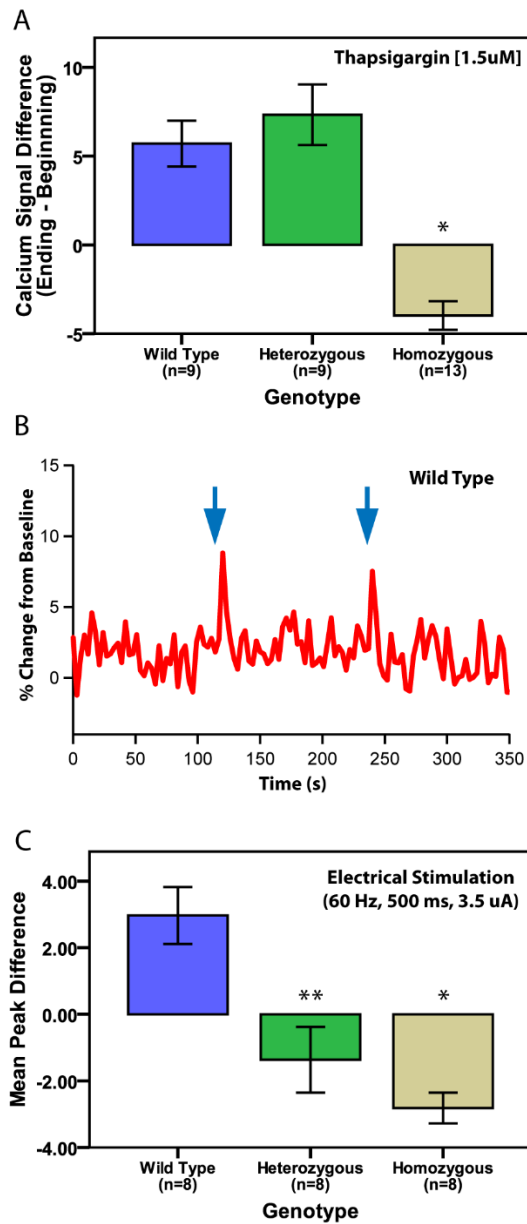 A
Thapsigargin [1.5uM]
Calcium Signal Difference
(Ending - Beginnning)
10
5
0
-5
*
Wild Type
(n=9)
Heterozygous
(n=9)
Homozygous
(n=13)
Genotype
B
Wild Type
% Change from Baseline
15
10
5
0
0
50
100
150
200
250
300
350
Time (s)
C
Electrical Stimulation
(60 Hz, 500 ms, 3.5 uA)
Mean Peak Difference
4.00
2.00
0.00
-2.00
-4.00
**
*
Wild Type
(n=8)
Heterozygous
(n=8)
Homozygous
(n=8)
Genotype